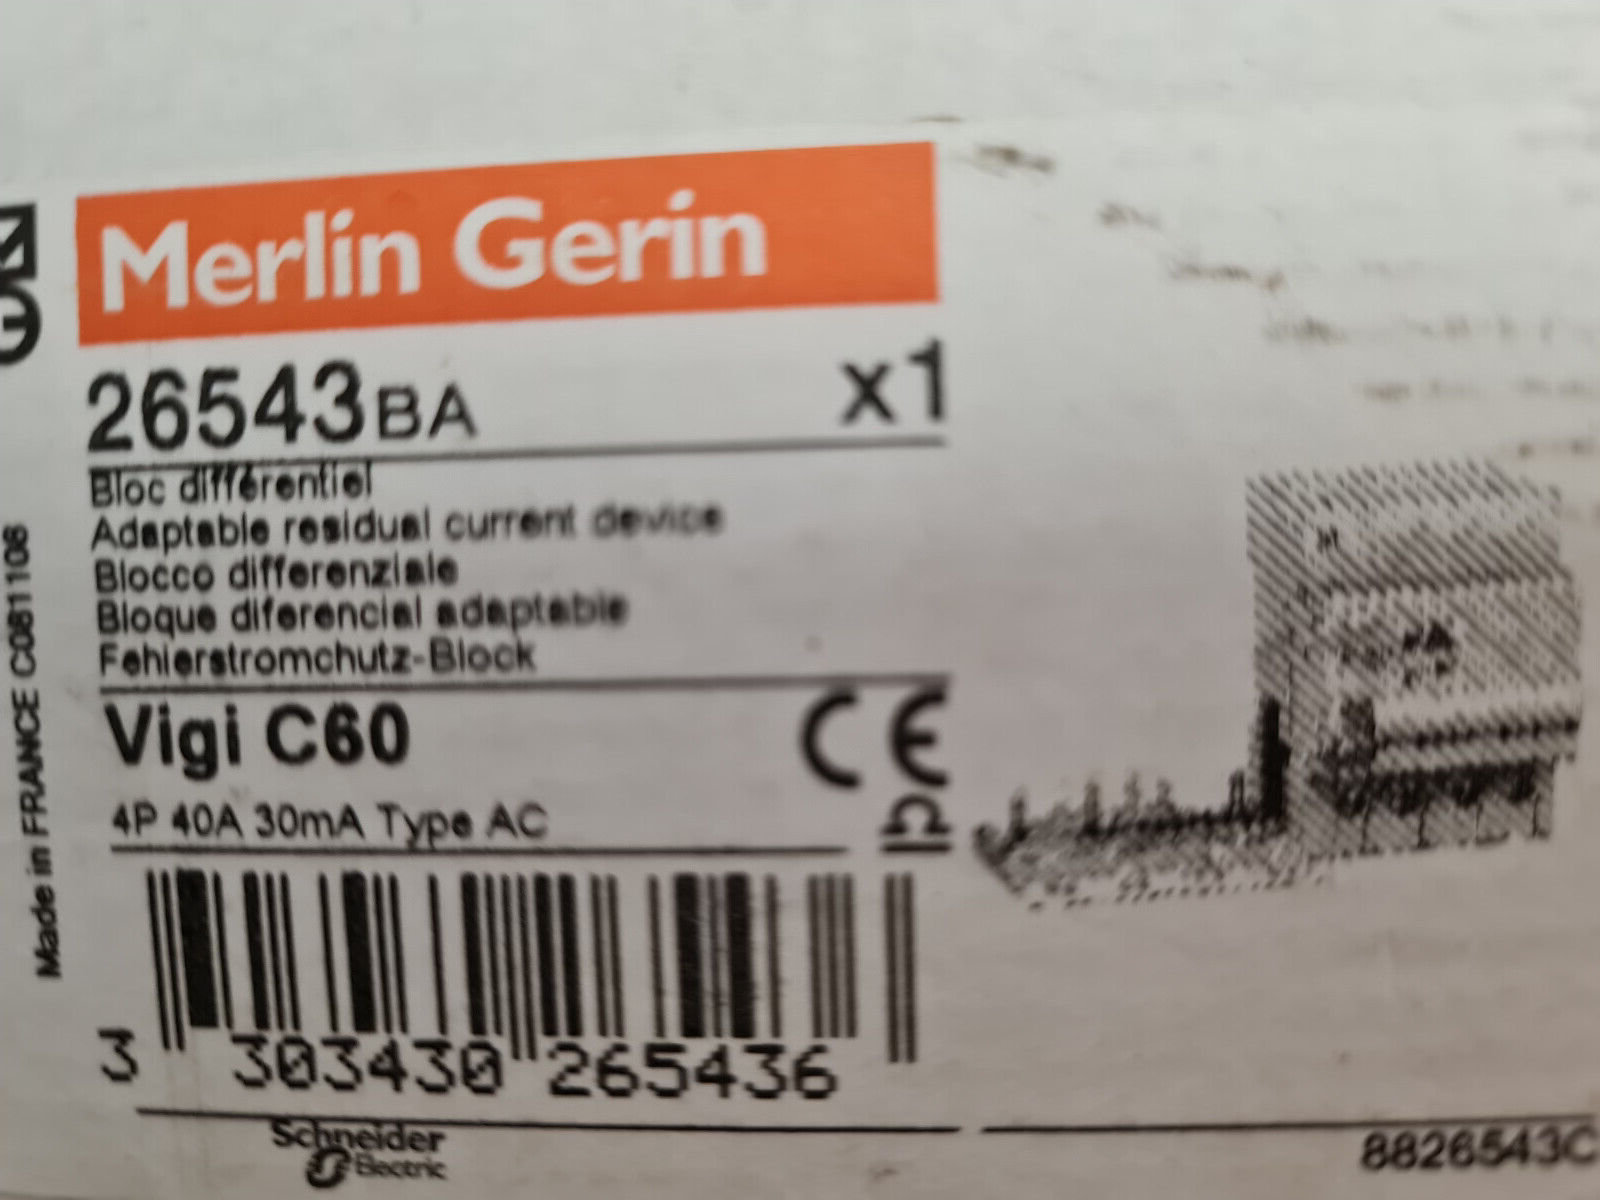 Merlin Gerin
26543BA x1
Bloc différentiel
Adaptable residual current device
Blocco differenziale
Bloque diferencial adaptable
Fehlerstromchutz-Block
Vigi C60 CE
4P 40A 30mA Type AC
3 303430 265436
Schneider
Electric
8826543C
Made in FRANCE C0811108